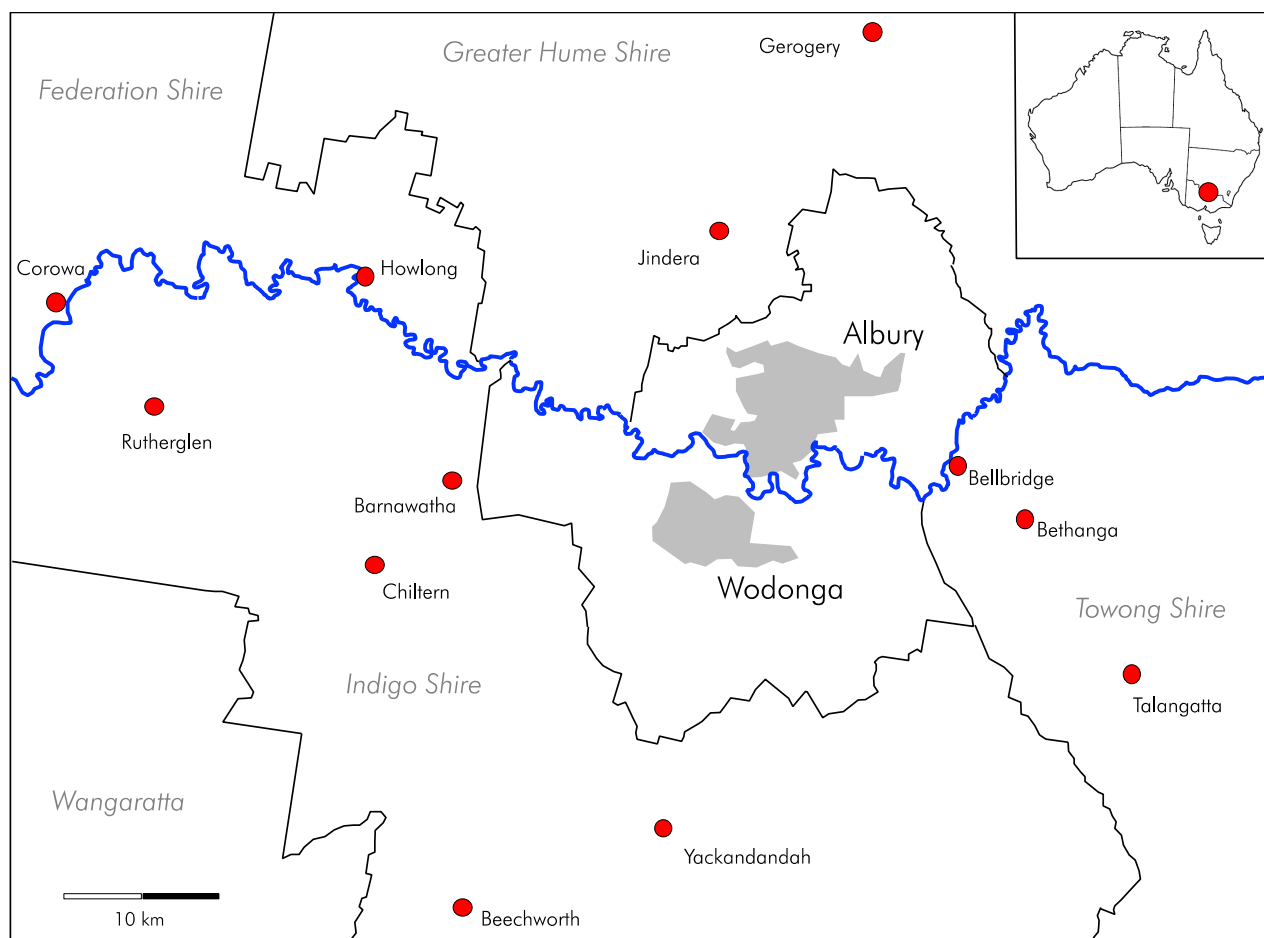 Gerogery
Greater Hume Shire
Federation Shire
Jindera
Corowa
Howlong
Albury
Rutherglen
Bellbridge
Barnawatha
Bethanga
Chiltern
Wodonga
Towong Shire
Indigo Shire
Talangatta
Wangaratta
Yackandandah
10 km
Beechworth